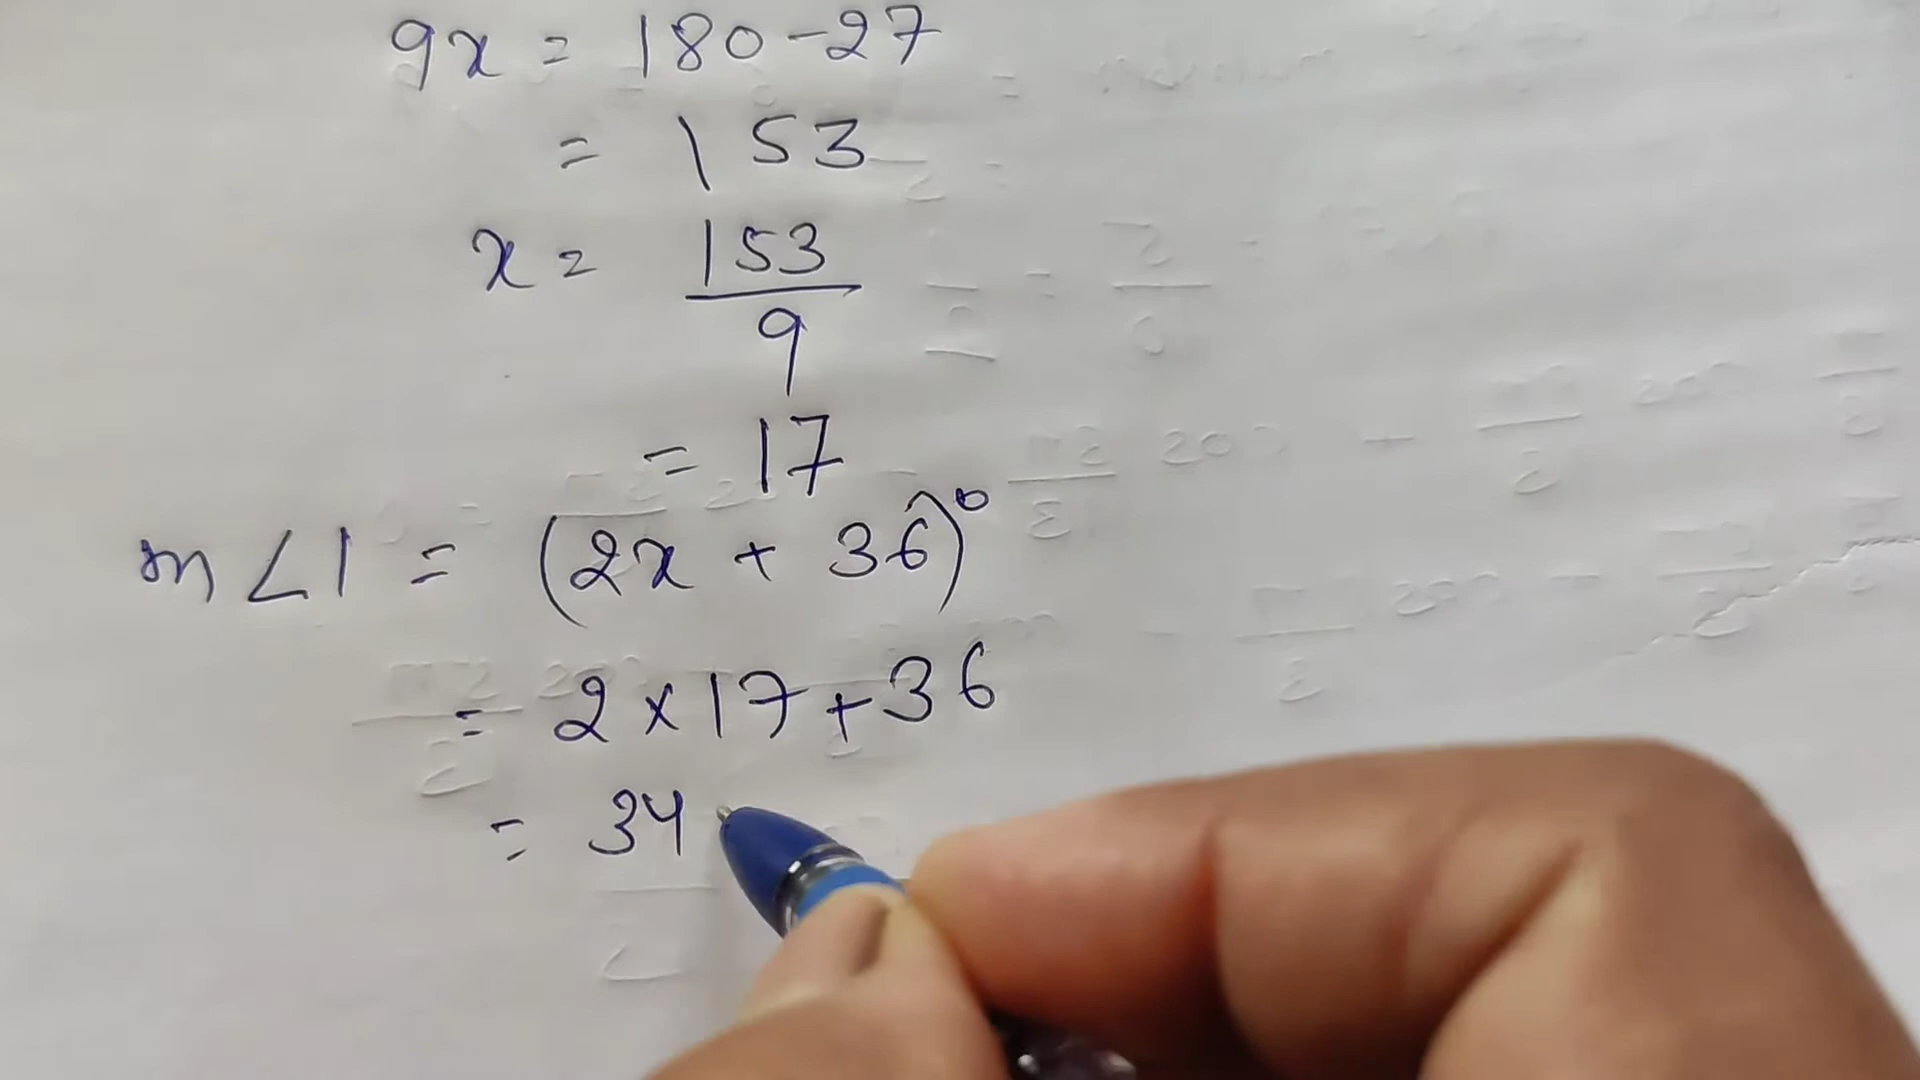 9x = 180-27
= 153
x = 153/9
= 17
m∠1 = (2x + 36)°
= 2×17+36
= 34